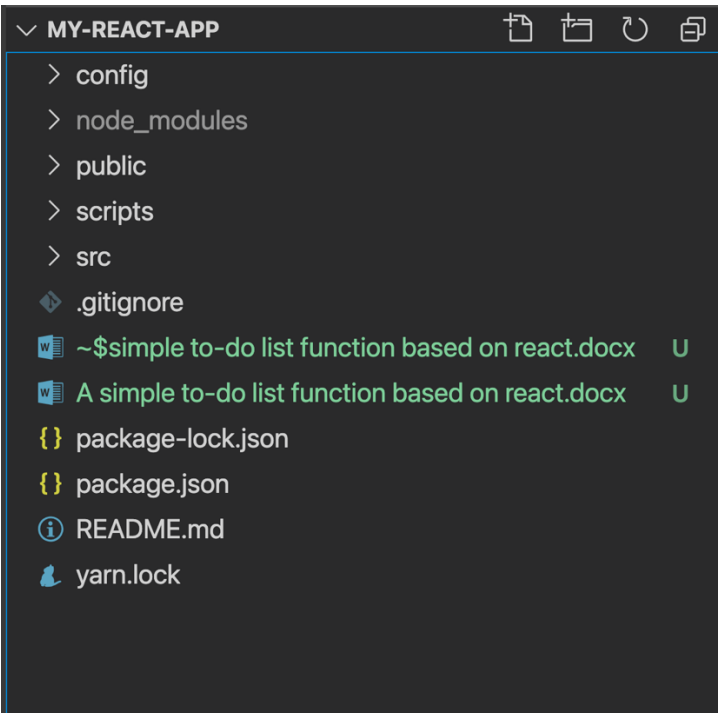 MY-REACT-APP
config
node_modules
public
scripts
src
.gitignore
~$simple to-do list function based on react.docx U
A simple to-do list function based on react.docx U
package-lock.json
package.json
README.md
yarn.lock